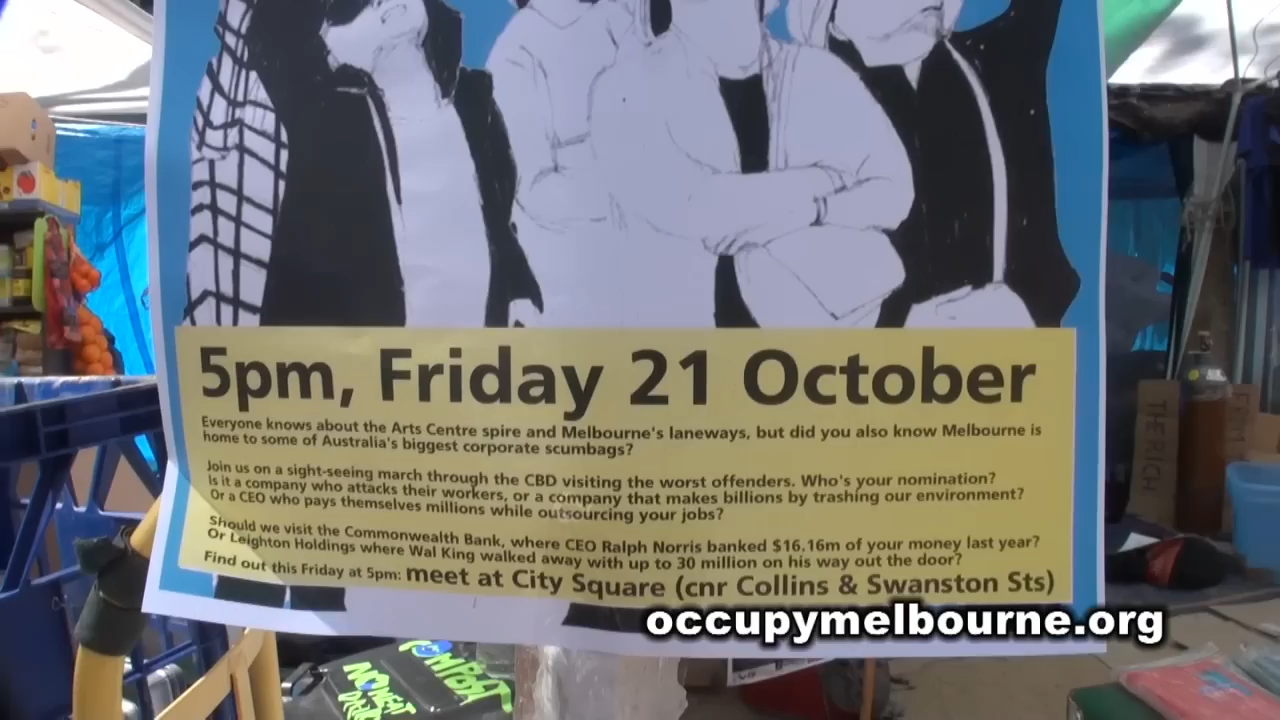 5pm, Friday 21 October
Everyone knows about the Arts Centre spire and Melbourne's laneways, but did you also know Melbourne is
home to some of Australia's biggest corporate scumbags?
Join us on a sight-seeing march through the CBD visiting the worst offenders. Who's your nomination?
Is it a company who attacks their workers, or a company that makes billions by trashing our environment?
Or a CEO who pays themselves millions while outsourcing your jobs?
Should we visit the Commonwealth Bank, where CEO Ralph Norris banked $16.16m of your money last year?
Or Leighton Holdings where Wal King walked away with up to 30 million on his way out the door?
Find out this Friday at 5pm: meet at City Square (cnr Collins & Swanston Sts)
occupymelbourne.org
THE RICH
COMPOST
NO MEAT